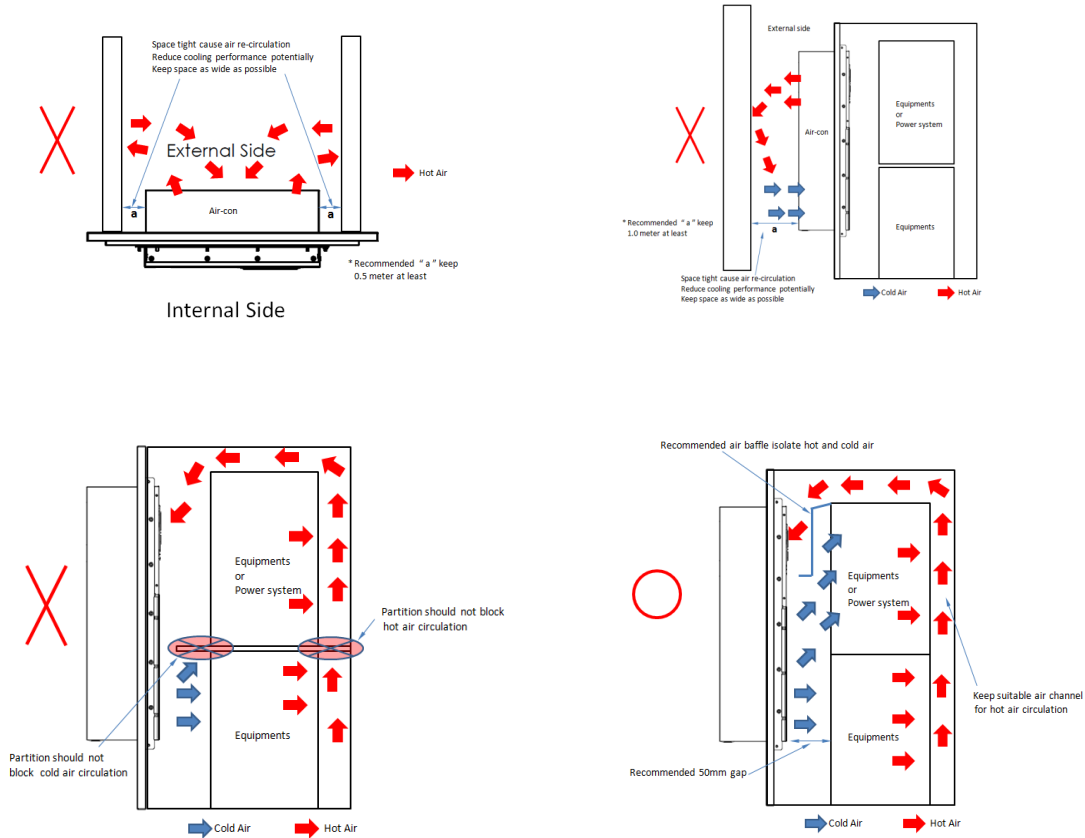 Space tight cause air re-circulation
Reduce cooling performance potentially
Keep space as wide as possible
External Side
Hot Air
a
a
Air-con
* Recommended “ a ” keep
0.5 meter at least
Internal Side
External side
Equipments
or
Power system
Air-con
* Recommended “ a ” keep
1.0 meter at least
a
Equipments
Space tight cause air re-circulation
Reduce cooling performance potentially
Keep space as wide as possible
Cold Air
Hot Air
Equipments
or
Power system
Partition should not block
hot air circulation
Equipments
Partition should not
block cold air circulation
Cold Air
Hot Air
Recommended air baffle isolate hot and cold air
Equipments
or
Power system
Keep suitable air channel
for hot air circulation
Equipments
Recommended 50mm gap
Cold Air
Hot Air